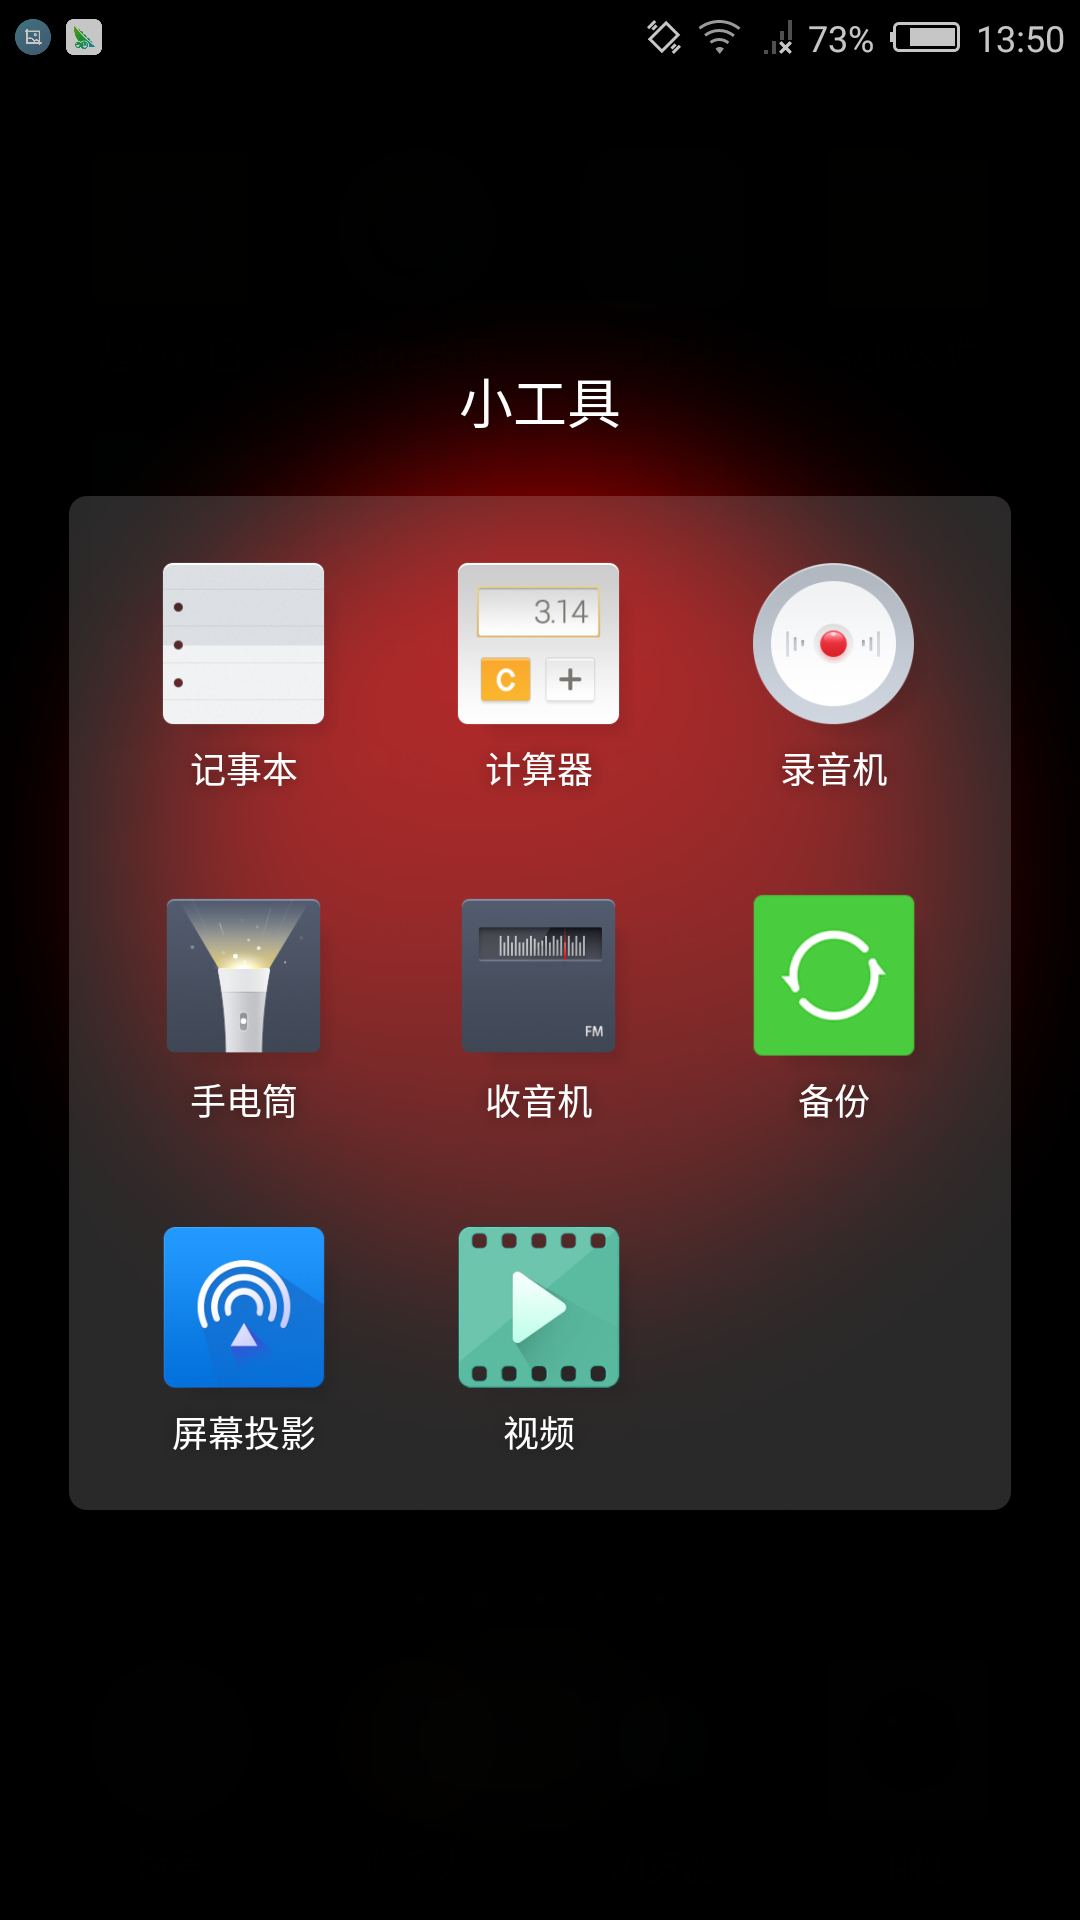 73% 13:50
小工具
3.14
C +
记事本 计算器 录音机
FM
手电筒 收音机 备份
屏幕投影 视频